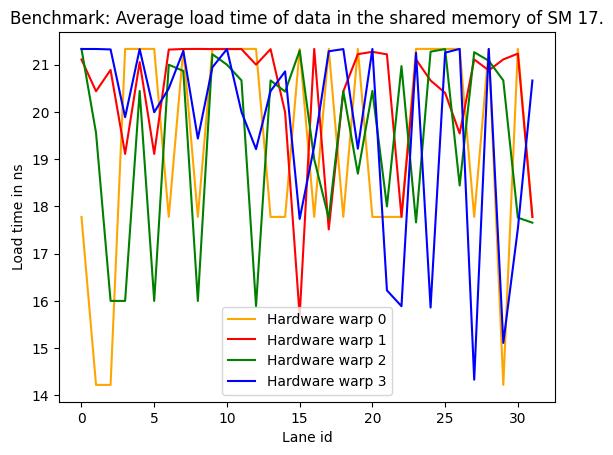 Benchmark: Average load time of data in the shared memory of SM 17.
Load time in ns
21
20
19
18
17
16
15
14
Hardware warp 0
Hardware warp 1
Hardware warp 2
Hardware warp 3
0 5 10 15 20 25 30
Lane id